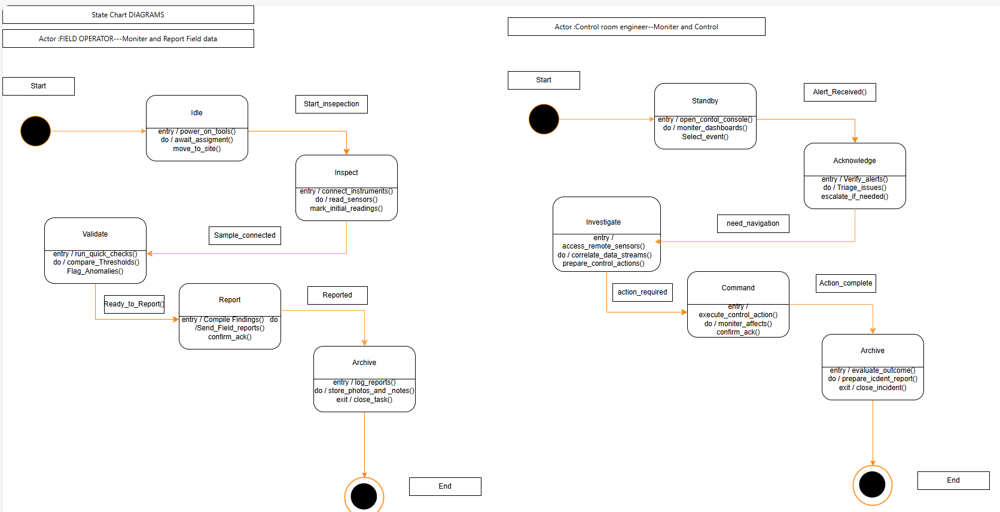 State Chart DIAGRAMS
Actor :FIELD OPERATOR---Moniter and Report Field data
Start
Idle
entry / power_on_tools()
do / await_assigment()
move_to_site()
Start_insepection
Inspect
entry / connect_instruments()
do / read_sensors()
mark_initial_readings()
Sample_connected
Validate
entry / run_quick_checks()
do / compare_Thresholds()
Flag_Anomalies()
Ready_to_Report()
Report
entry / Compile Findings()   do
/Send_Field_reports()
confirm_ack()
Reported
Archive
entry / log_reports()
do / store_photos_and _notes()
exit / close_task()
End
Actor :Control room engineer--Moniter and Control
Start
Standby
entry / open_contol_console()
do / moniter_dashboards()
Select_event()
Alert_Received()
Acknowledge
entry / Verify_alerts()
do / Triage_issues()
escalate_if_needed()
need_navigation
Investigate
entry /
access_remote_sensors()
do / correlate_data_streams()
prepare_control_actions()
action_required
Command
entry /
execute_control_action()
do / moniter_affects()
confirm_ack()
Action_complete
Archive
entry / evaluate_outcome()
do / prepare_icdent_report()
exit / close_incident()
End